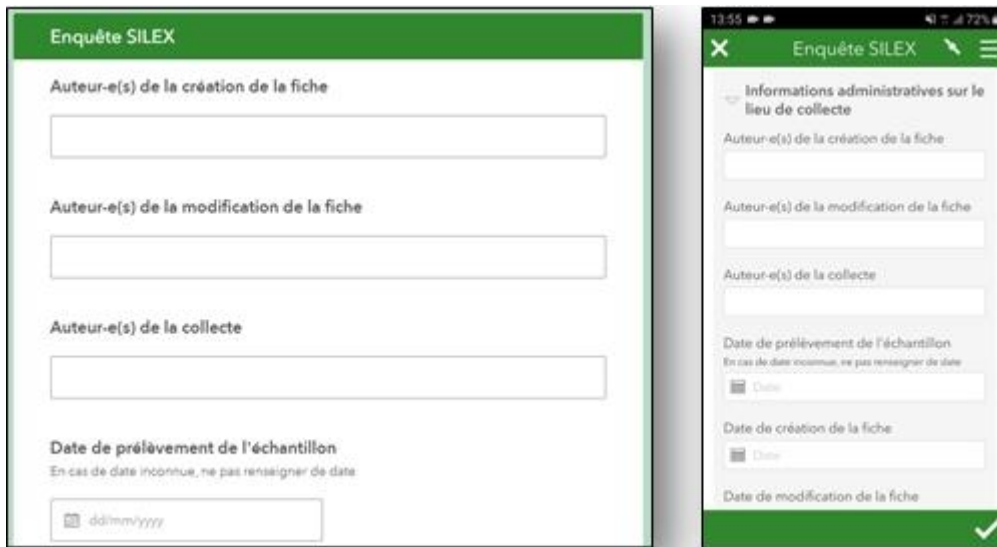 Enquête SILEX
Auteur-e(s) de la création de la fiche
Auteur-e(s) de la modification de la fiche
Auteur-e(s) de la collecte
Date de prélèvement de l'échantillon
En cas de date inconnue, ne pas renseigner de date
dd/mm/yyyy
13:55
72%
Enquête SILEX
Informations administratives sur le
lieu de collecte
Auteur-e(s) de la création de la fiche
Auteur-e(s) de la modification de la fiche
Auteur-e(s) de la collecte
Date de prélèvement de l'échantillon
En cas de date inconnue, ne pas renseigner de date
Date
Date de création de la fiche
Date
Date de modification de la fiche